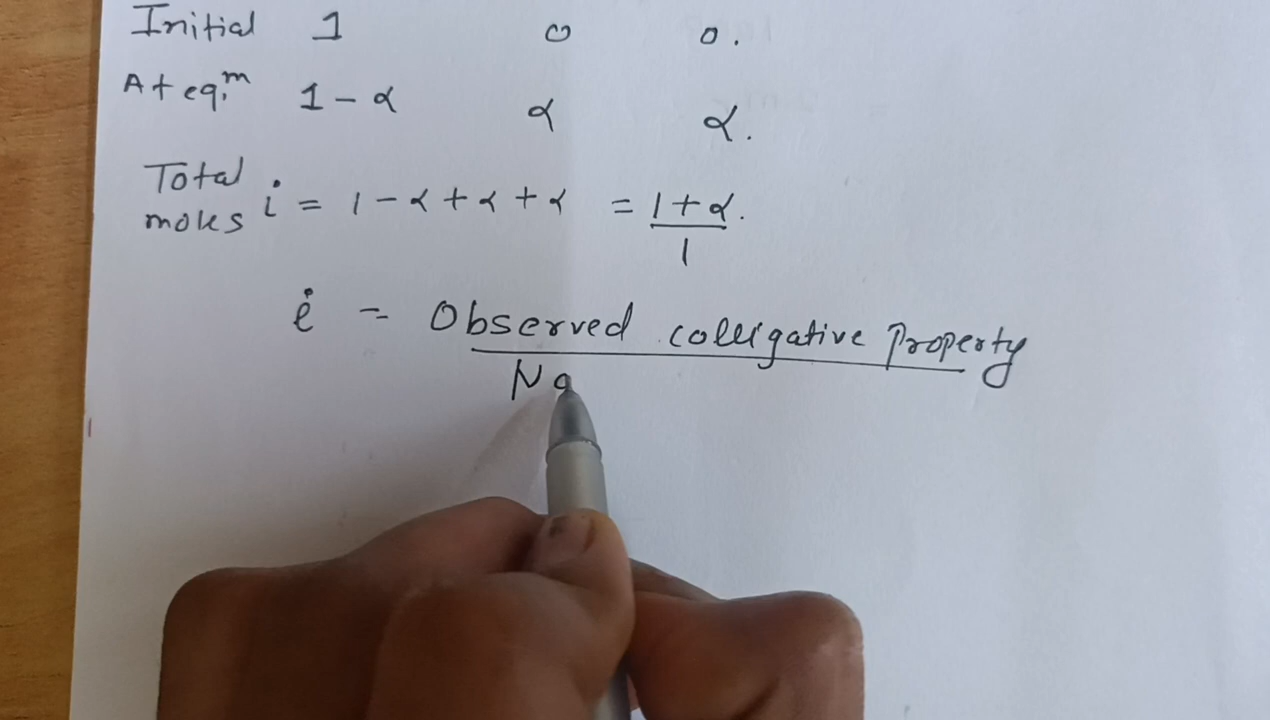 Initial 1 0 0.
At eqm. 1-α α α.
Total moles i = 1-α+α+α = 1+α. / 1
i = Observed colligative Property
No